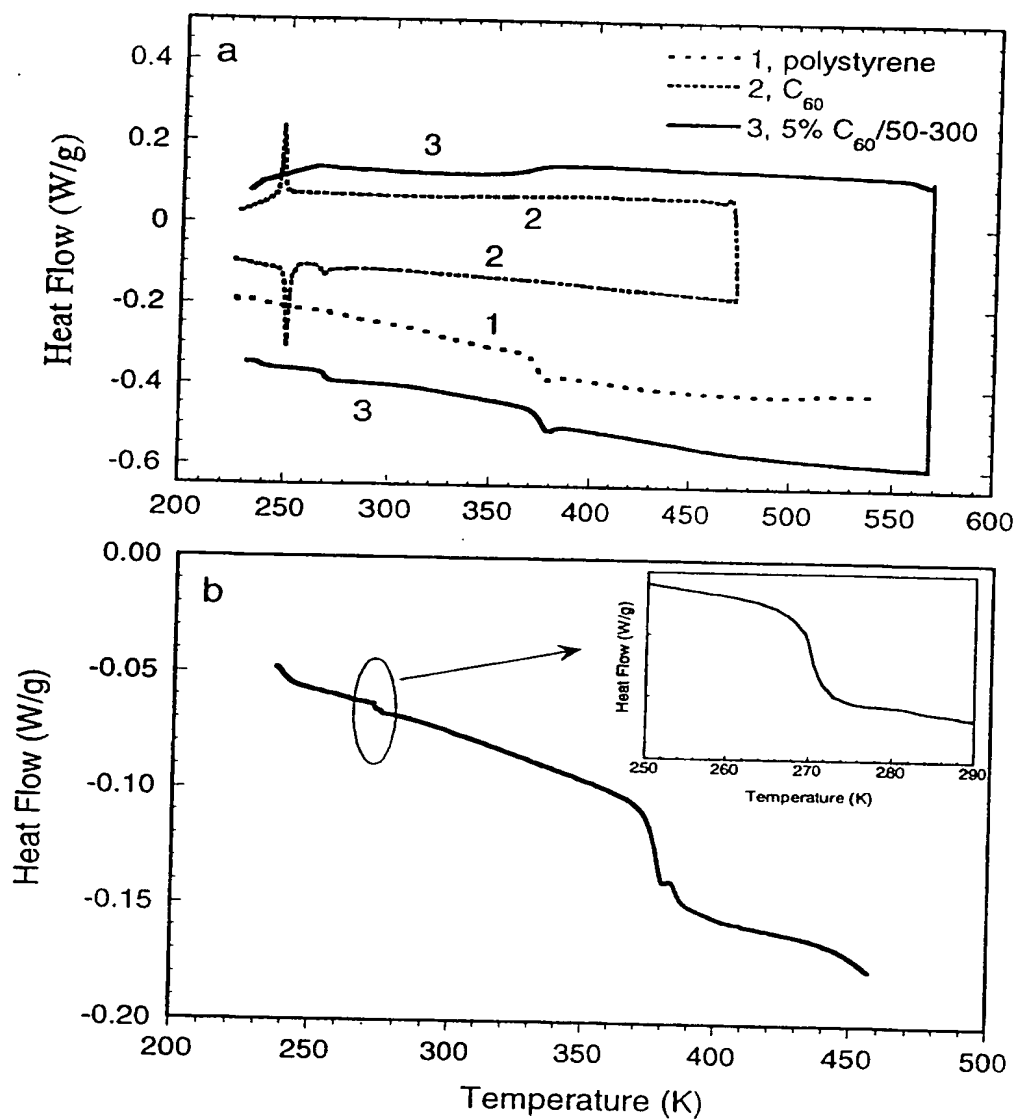 a
1, polystyrene
2, C60
3, 5% C60/50-300
3
2
2
1
3
0.4
0.2
0
-0.2
-0.4
-0.6
Heat Flow (W/g)
200 250 300 350 400 450 500 550 600
b
0.00
-0.05
-0.10
-0.15
-0.20
Heat Flow (W/g)
Heat Flow (W/g)
250 260 270 280 290
Temperature (K)
200 250 300 350 400 450 500
Temperature (K)